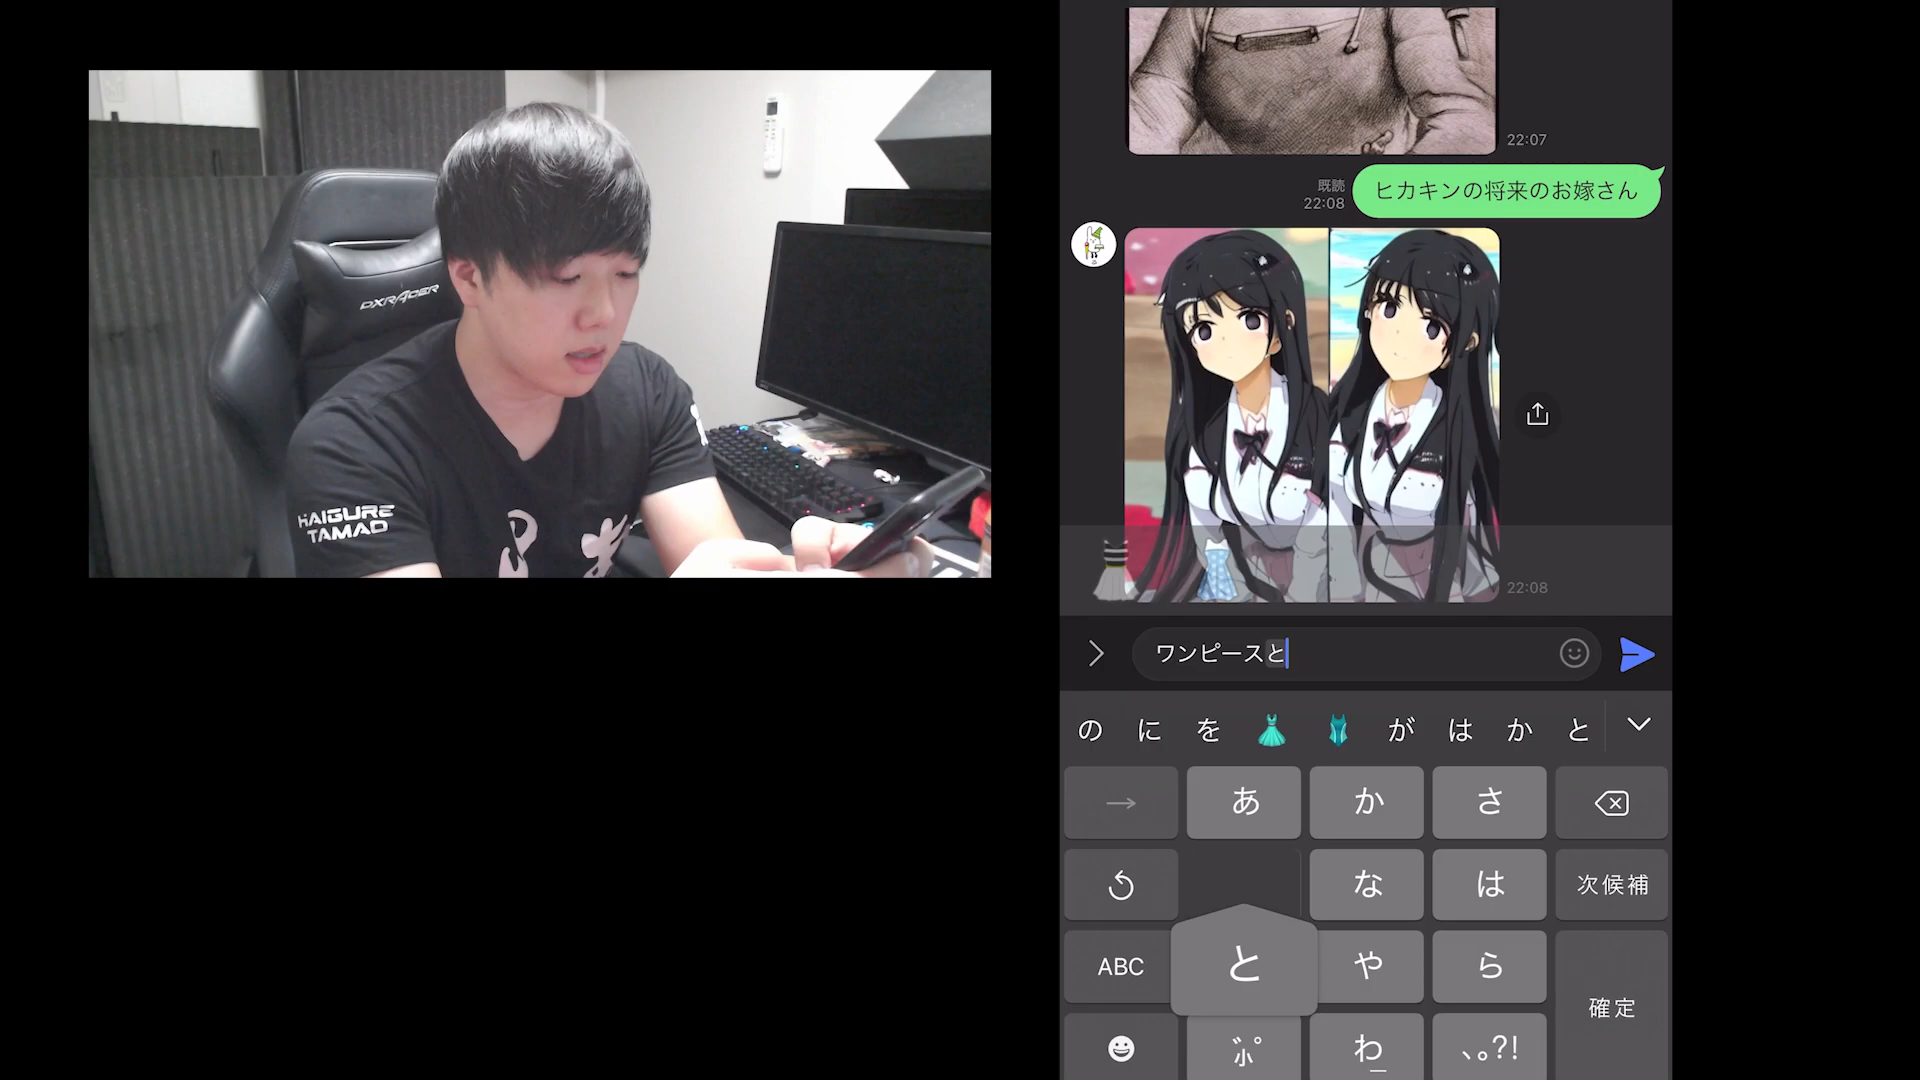 DXRACER
HAIGURE
TAMAD
22:07
既読
22:08
ヒカキンの将来のお嫁さん
22:08
ワンピースと
の に を が は か と
→ あ か さ
な は 次候補
ABC と や ら
確定
小゛゜ わ 、。?!